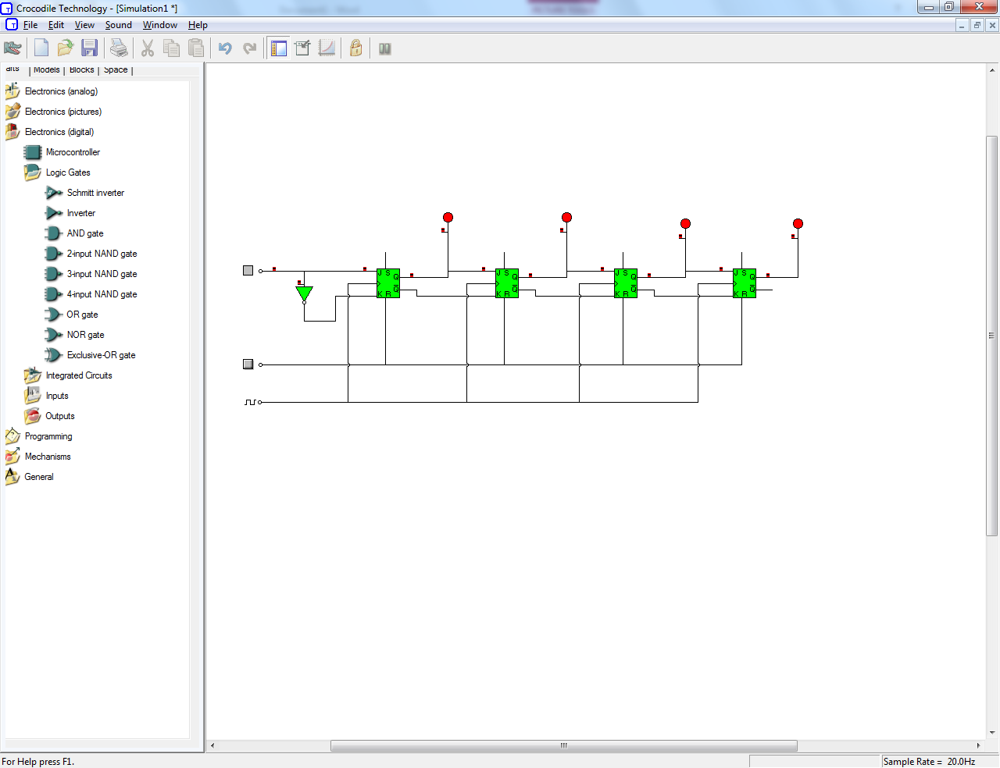 Crocodile Technology - [Simulation1 *]
File Edit View Sound Window Help
arts | Models | Blocks | Space |
Electronics (analog)
Electronics (pictures)
Electronics (digital)
Microcontroller
Logic Gates
Schmitt inverter
Inverter
AND gate
2-input NAND gate
3-input NAND gate
4-input NAND gate
OR gate
NOR gate
Exclusive-OR gate
Integrated Circuits
Inputs
Outputs
Programming
Mechanisms
General
J S Q J S Q J S Q J S Q
K R Q K R Q K R Q K R Q
For Help press F1.
Sample Rate = 20.0Hz